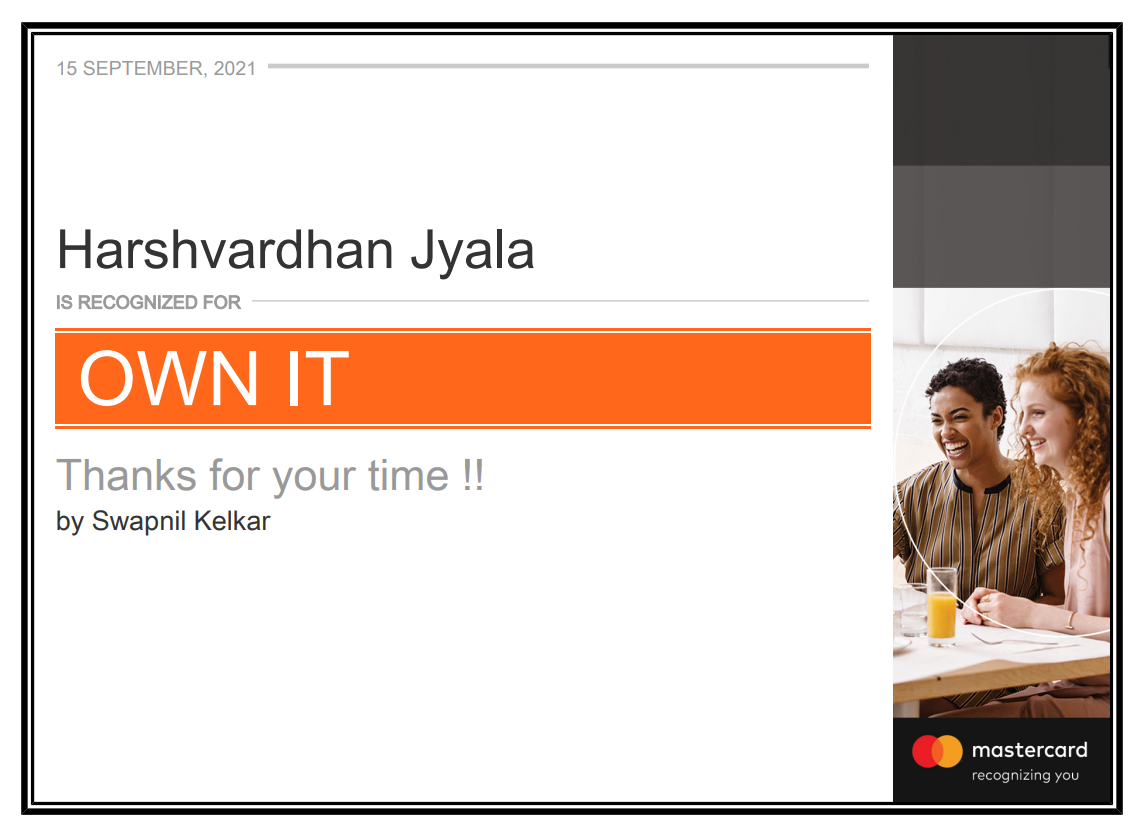 15 SEPTEMBER, 2021
Harshvardhan Jyala
IS RECOGNIZED FOR
OWN IT
Thanks for your time !!
by Swapnil Kelkar
mastercard
recognizing you